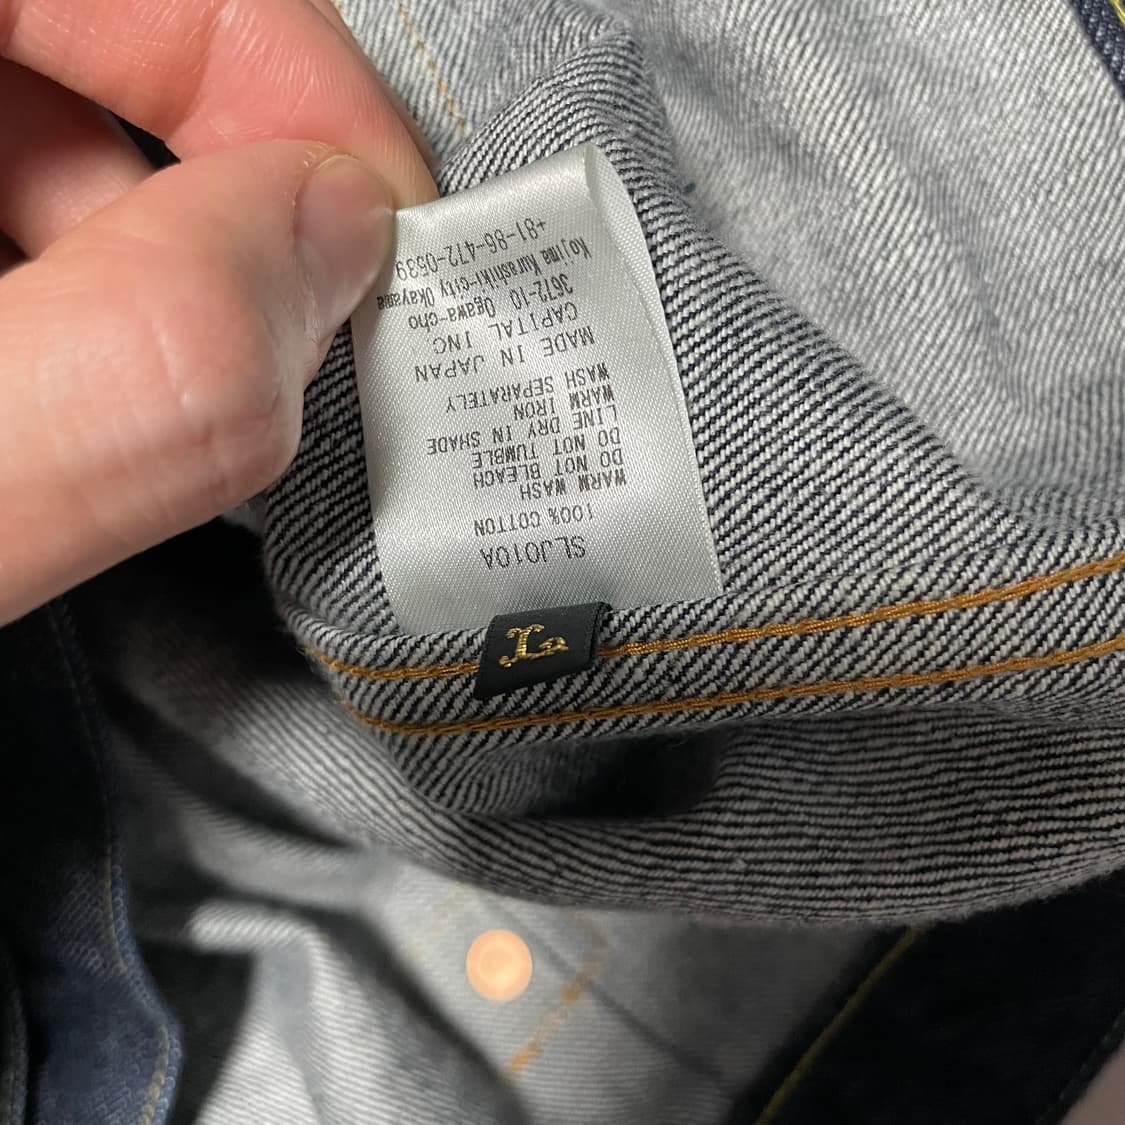 SLJ010A
100% COTTON
WARM WASH
DO NOT BLEACH
DO NOT TUMBLE
LINE DRY IN SHADE
WARM IRON
WASH SEPARATELY
MADE IN JAPAN
CAPITAL INC
3672-10 Ogawa-cho
Kojima Kurashiki-city Okayama
+81-86-472-0539